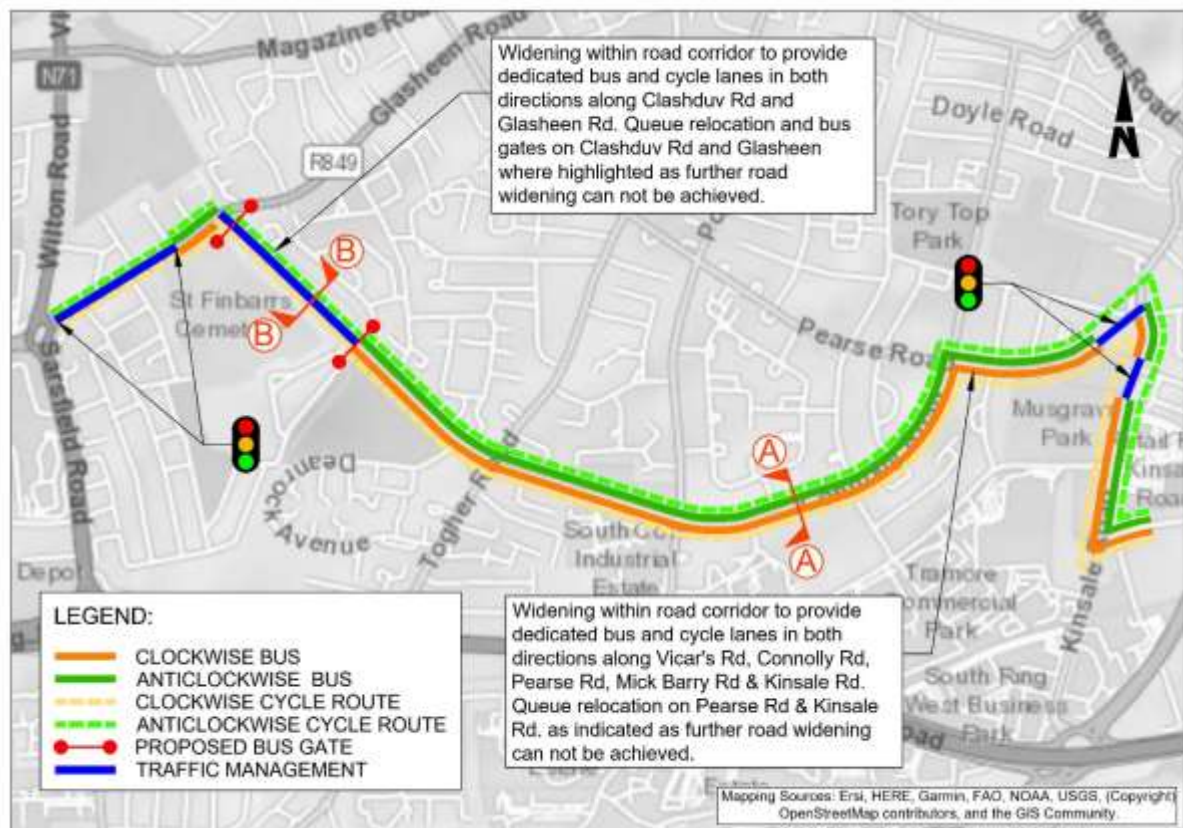 Magazine Ro
N71
Wilton Road
Glasheen Road
R849
green Road
Doyle Road
N
Widening within road corridor to provide
dedicated bus and cycle lanes in both
directions along Clashduv Rd and
Glasheen Rd. Queue relocation and bus
gates on Clashduv Rd and Glasheen
where highlighted as further road
widening can not be achieved.
Tory Top
Park
Pearse Road
St Finbarrs
Cemet
B
B
Sarsfield Road
Deanrock Avenue
Togher R d
A
A
Musgrav
Park
etail P
Kinsale
Road
South Co
Industrial
Estate
Tramore
Commercial
Park
Kinsale
South Ring
West Business
Park
oad
Depot
g
LEGEND:
CLOCKWISE BUS
ANTICLOCKWISE BUS
CLOCKWISE CYCLE ROUTE
ANTICLOCKWISE CYCLE ROUTE
PROPOSED BUS GATE
TRAFFIC MANAGEMENT
Widening within road corridor to provide
dedicated bus and cycle lanes in both
directions along Vicar's Rd, Connolly Rd,
Pearse Rd, Mick Barry Rd & Kinsale Rd.
Queue relocation on Pearse Rd & Kinsale
Rd. as indicated as further road widening
can not be achieved.
Mapping Sources: Ersi, HERE, Garmin, FAO, NOAA, USGS, (Copyright)
OpenStreetMap contributors, and the GIS Community.